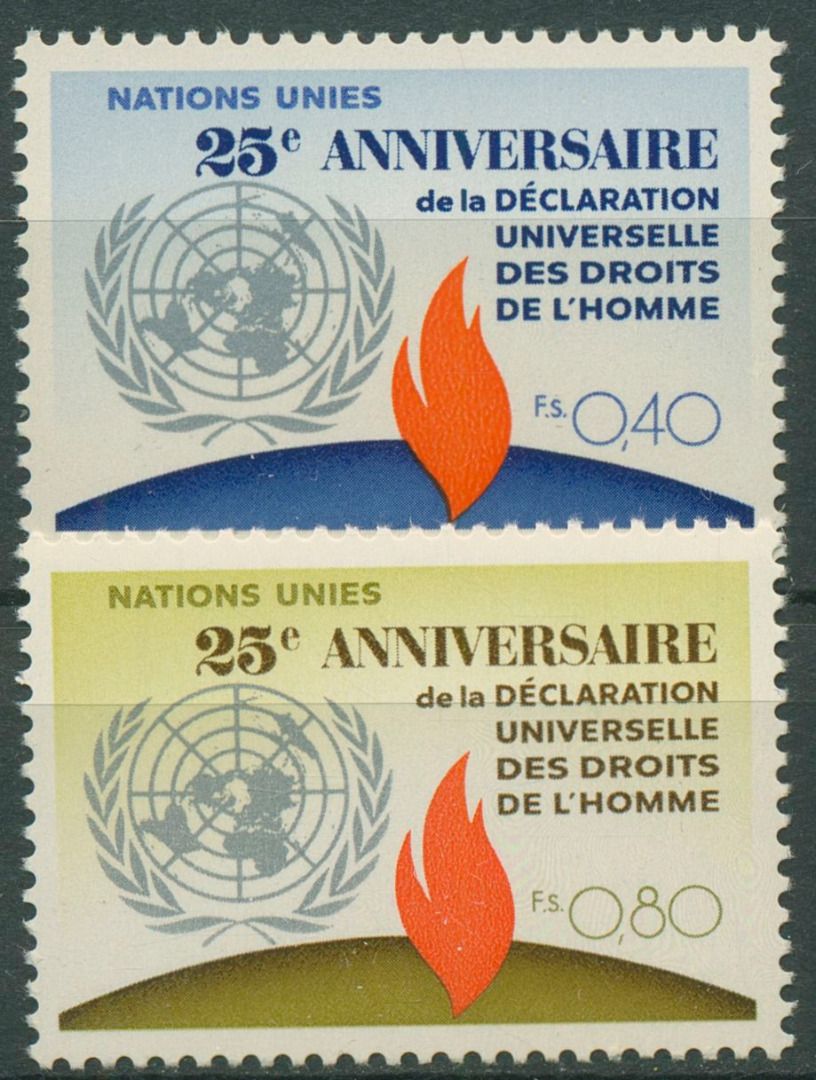 NATIONS UNIES
25e ANNIVERSAIRE
de la DÉCLARATION
UNIVERSELLE
DES DROITS
DE L'HOMME
F.s. 0,40
NATIONS UNIES
25e ANNIVERSAIRE
de la DÉCLARATION
UNIVERSELLE
DES DROITS
DE L'HOMME
F.s. 0,80